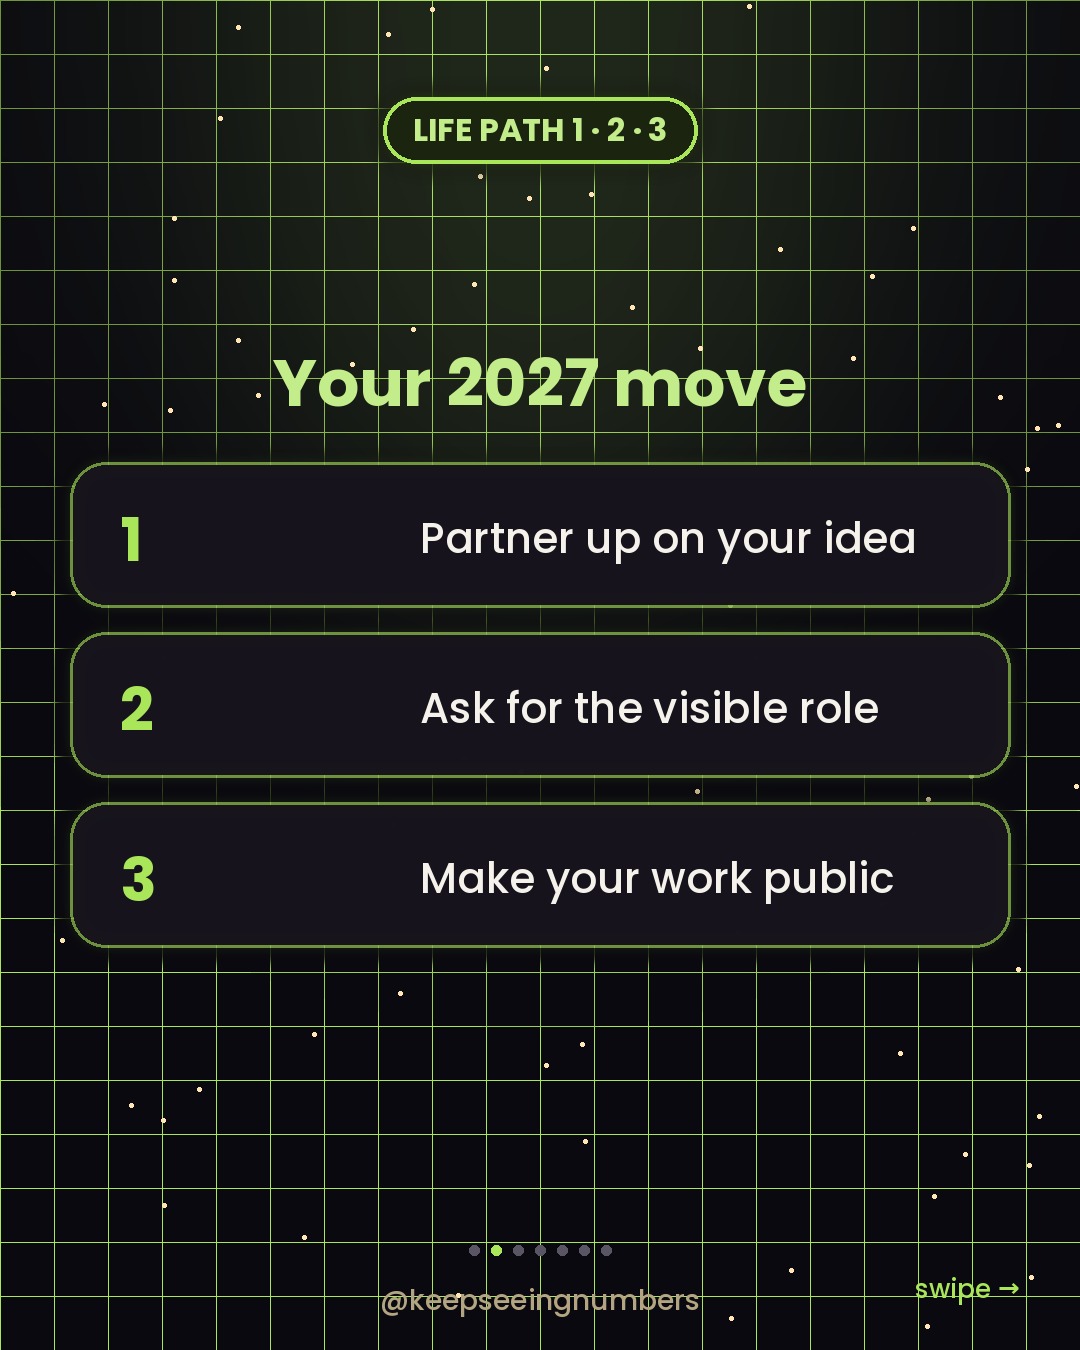 LIFE PATH 1 · 2 · 3
Your 2027 move
1 Partner up on your idea
2 Ask for the visible role
3 Make your work public
swipe →
@keepseeingnumbers